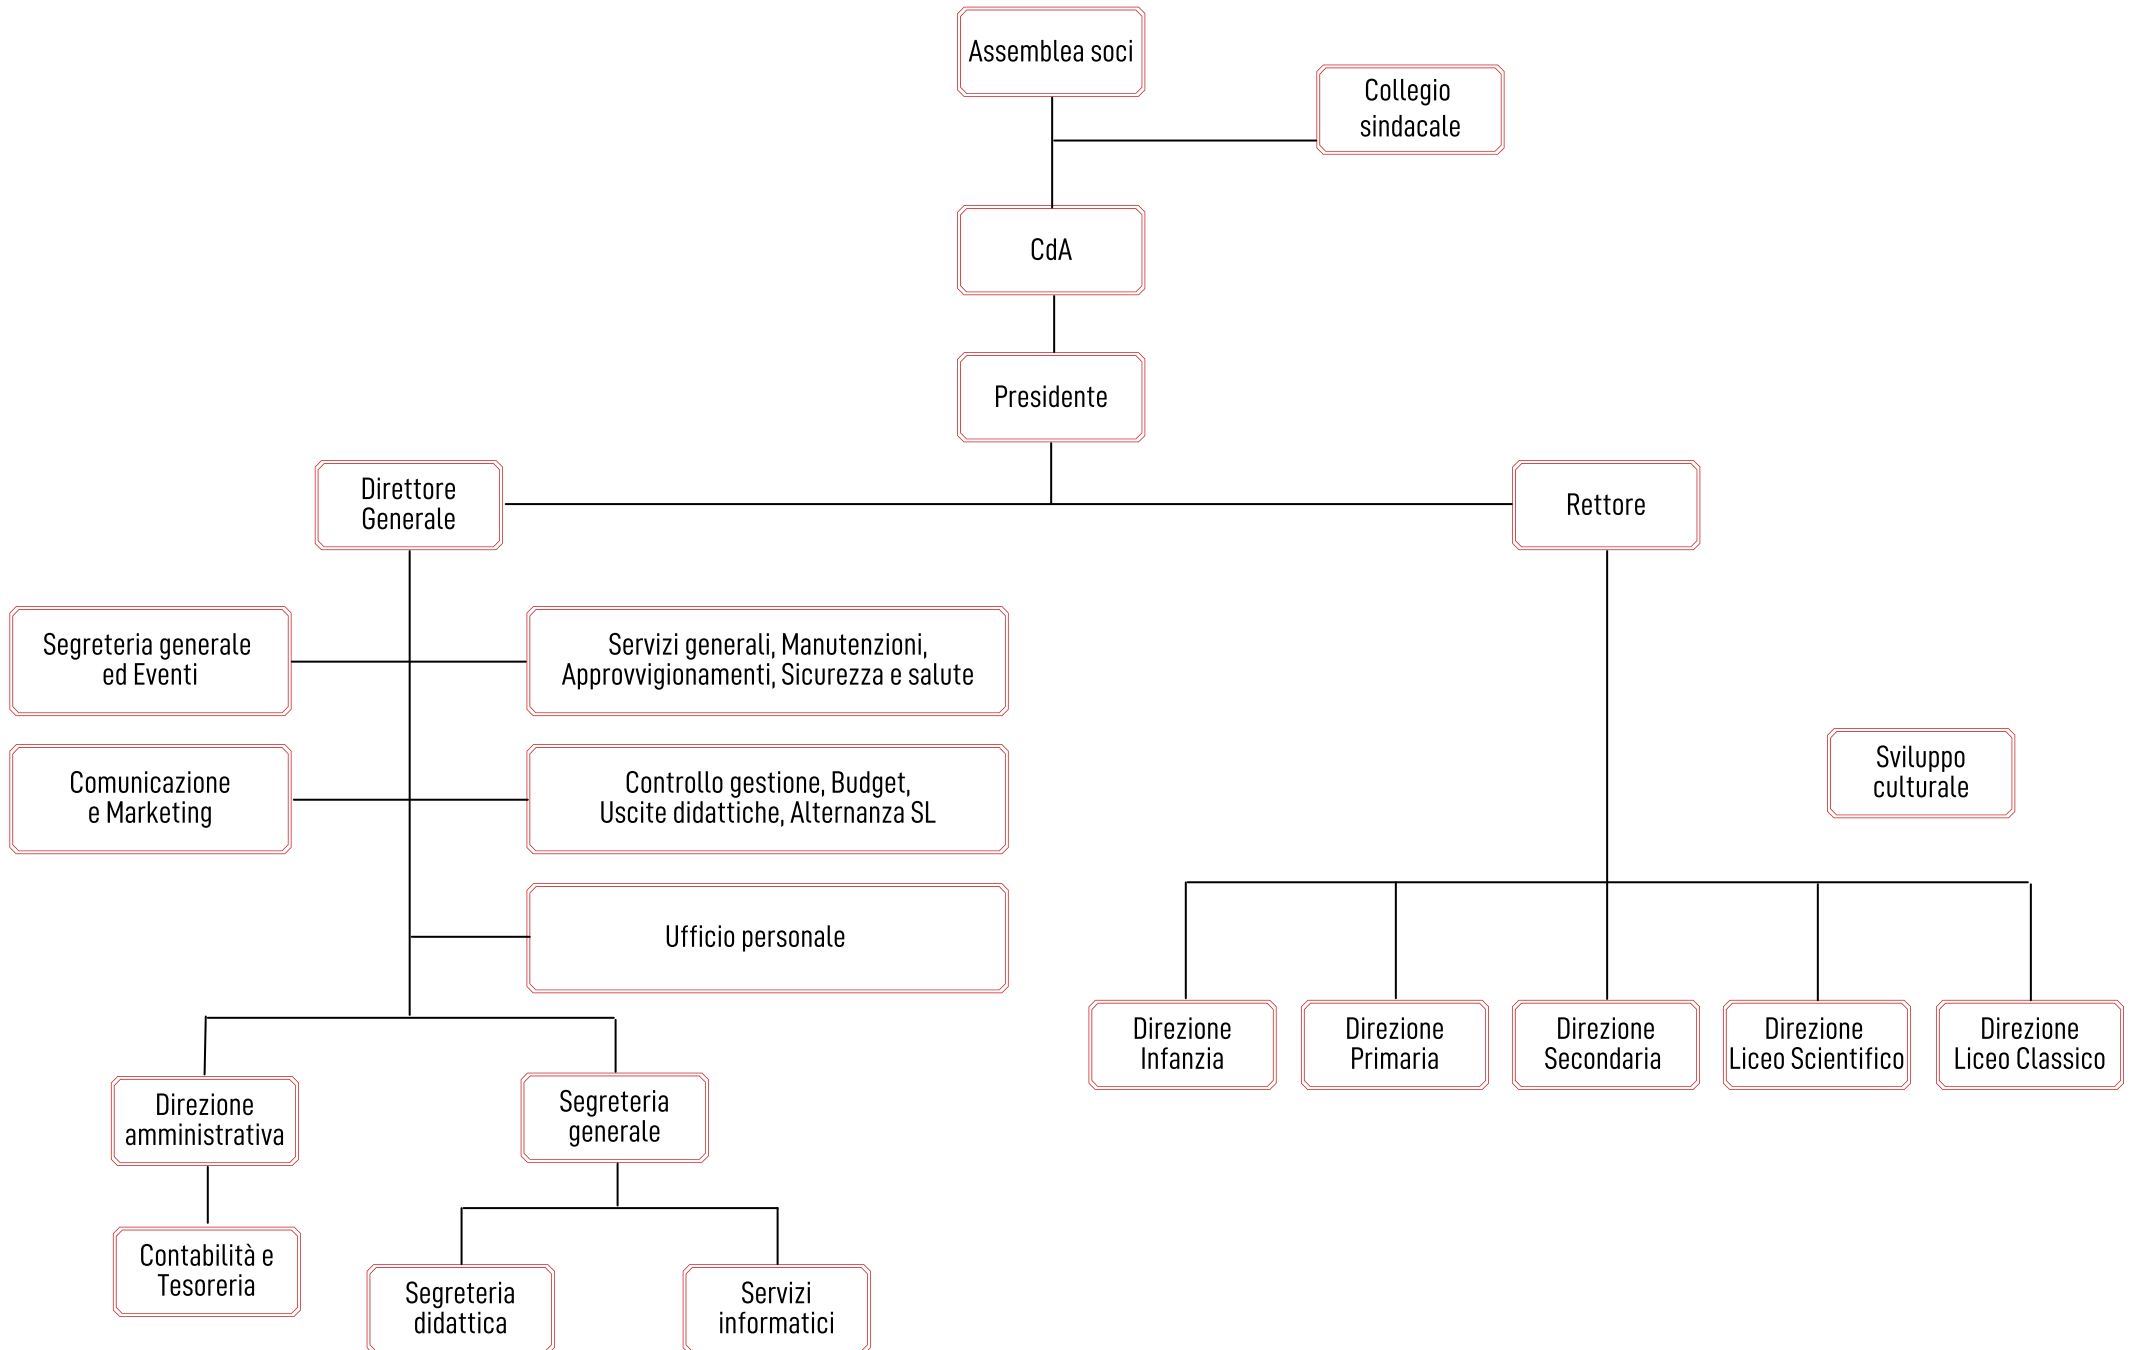 Assemblea soci
Collegio
sindacale
CdA
Presidente
Direttore
Generale
Rettore
Segreteria generale
ed Eventi
Servizi generali, Manutenzioni,
Approvvigionamenti, Sicurezza e salute
Comunicazione
e Marketing
Controllo gestione, Budget,
Uscite didattiche, Alternanza SL
Sviluppo
culturale
Ufficio personale
Direzione
Infanzia
Direzione
Primaria
Direzione
Secondaria
Direzione
Liceo Scientifico
Direzione
Liceo Classico
Direzione
amministrativa
Segreteria
generale
Contabilità e
Tesoreria
Segreteria
didattica
Servizi
informatici